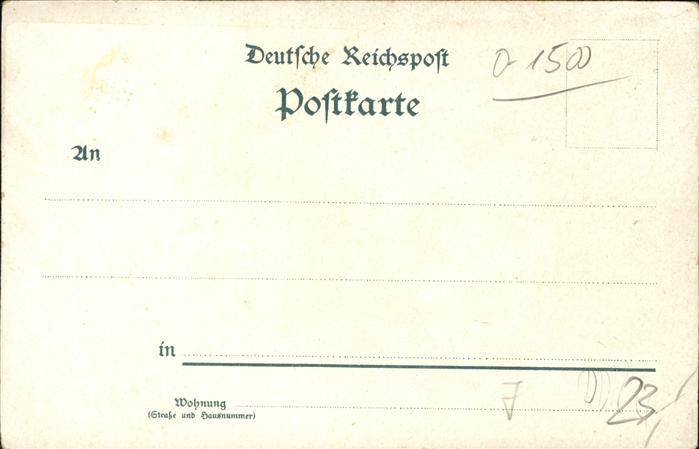 Deutsche Reichspost
O-1500
Postkarte
An
in
Wohnung
(Straße und Hausnummer)
23,